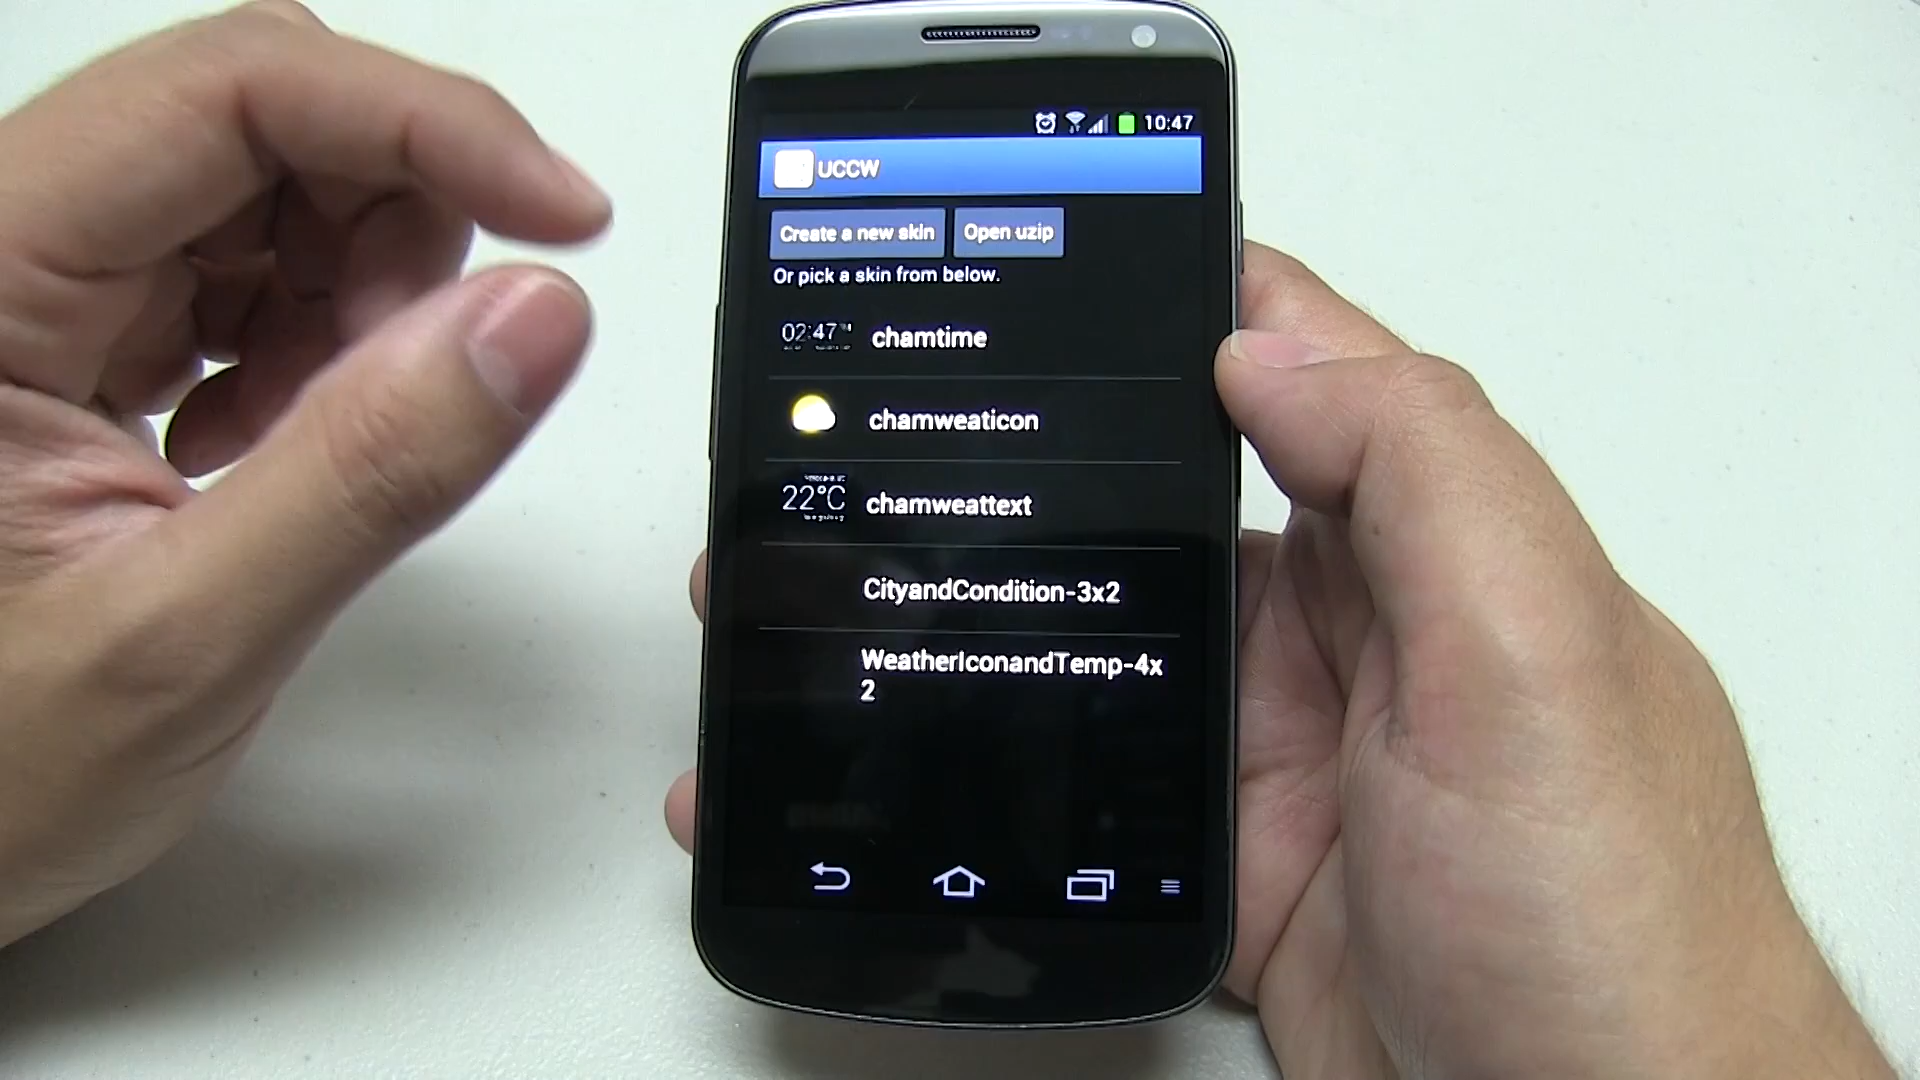 10:47
UCCW
Create a new skin
Open uzip
Or pick a skin from below.
02:47
chamtime
chamweaticon
22°C
chamweattext
CityandCondition-3x2
WeatherIconandTemp-4x
2